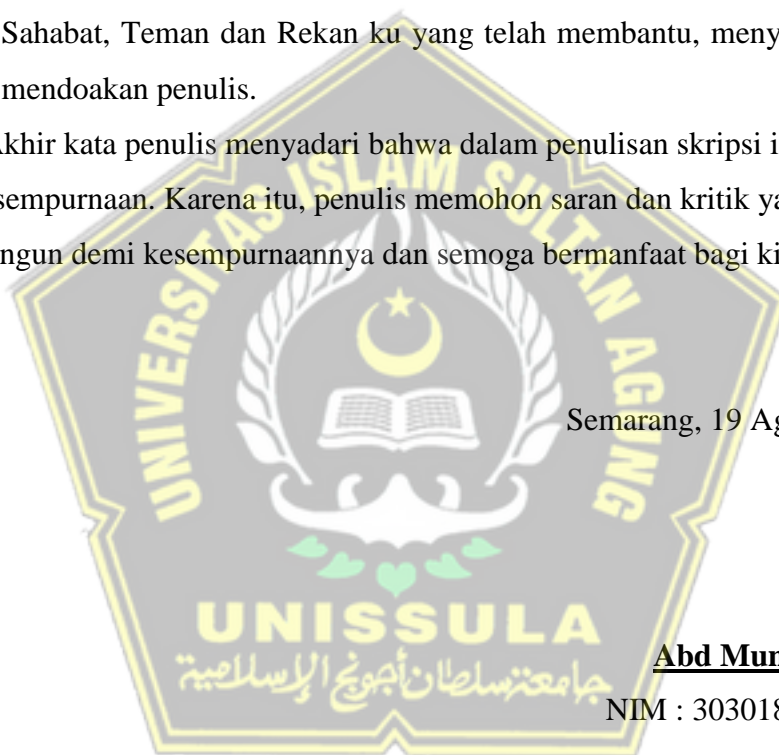 Sahabat, Teman dan Rekan ku yang telah membantu, meny
mendoakan penulis.
Akhir kata penulis menyadari bahwa dalam penulisan skripsi i
sempurnaan. Karena itu, penulis memohon saran dan kritik ya
ngun demi kesempurnaannya dan semoga bermanfaat bagi ki
UNIVERSITAS ISLAM SULTAN AGUNG
Semarang, 19 Ag
UNISSULA
جامعة سلطان أجونج الإسلامية
Abd Mun
NIM : 303018